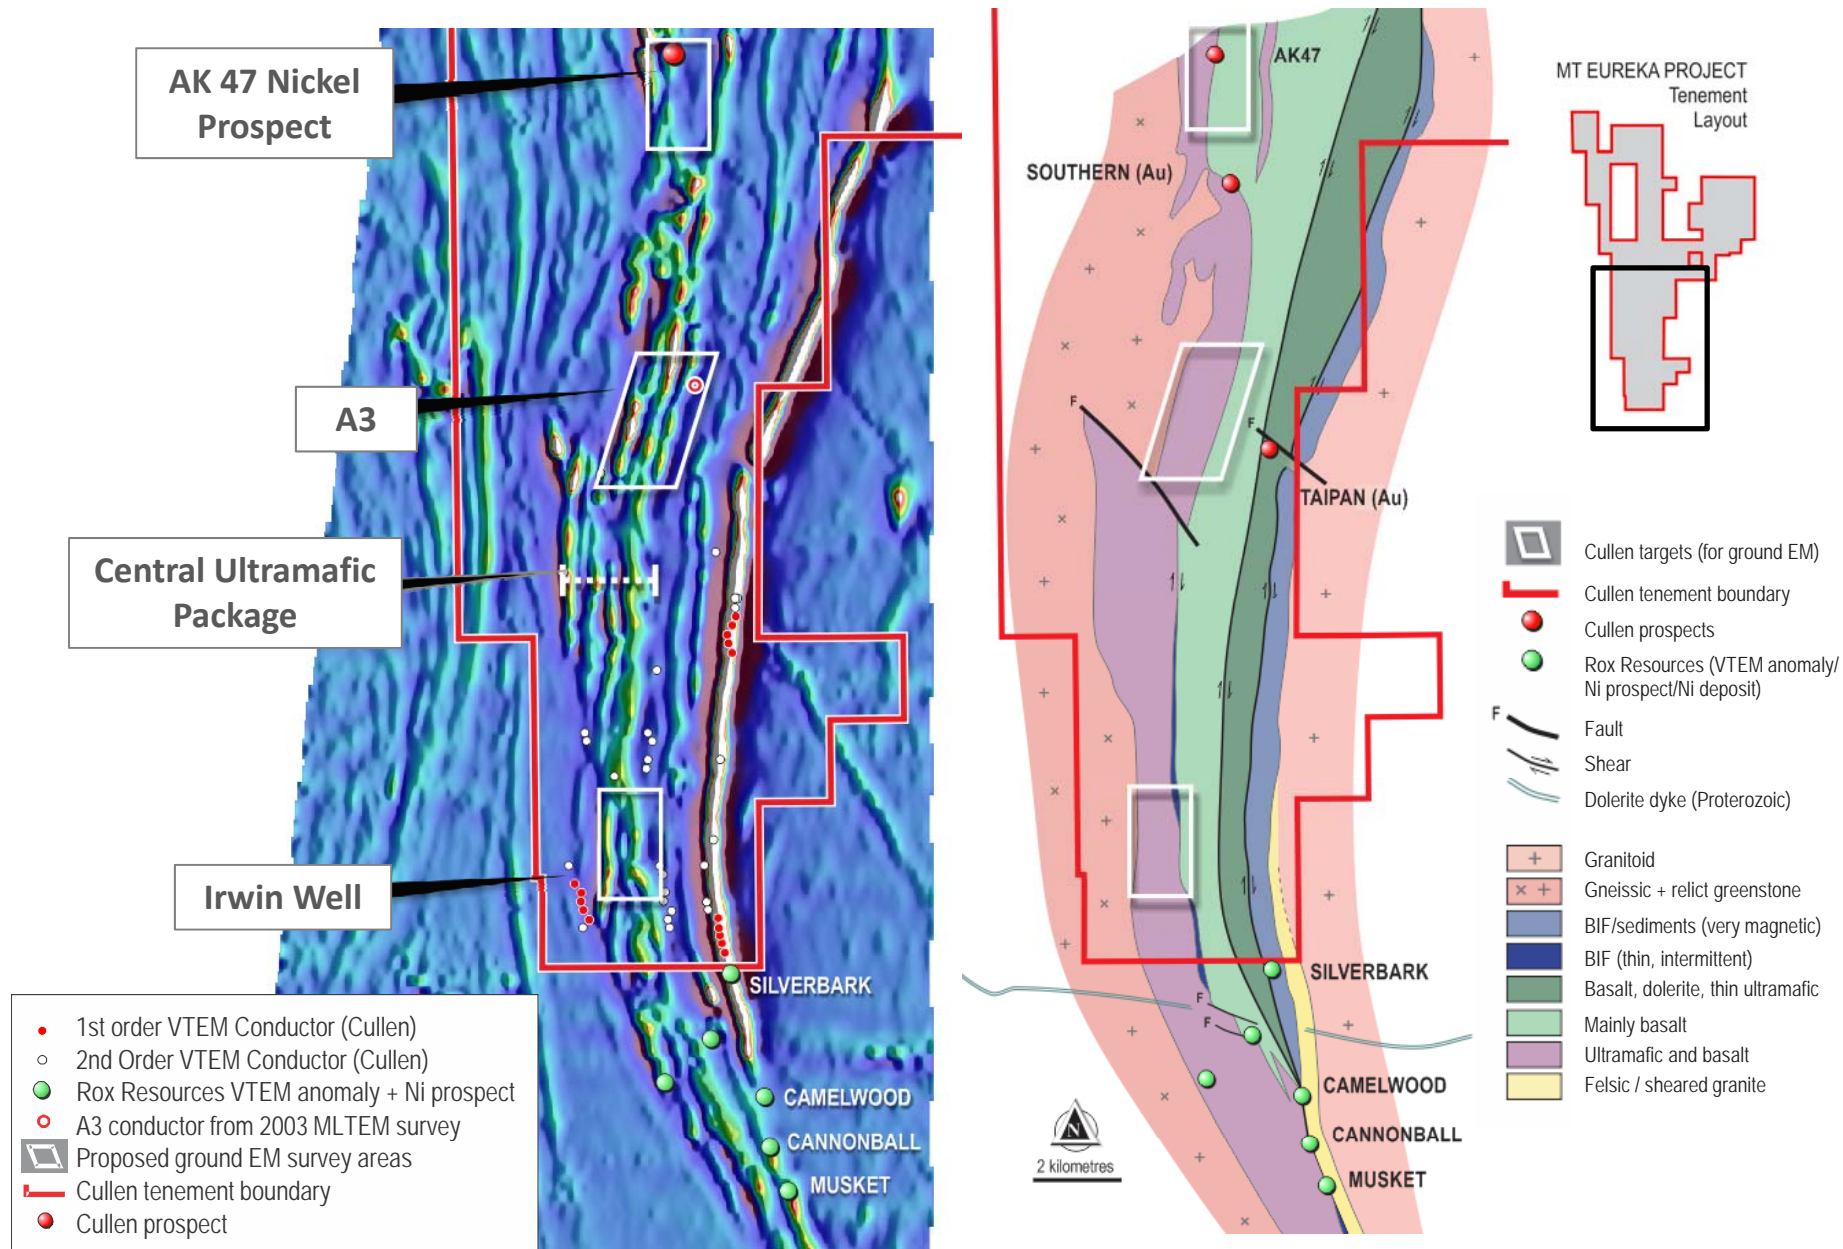 AK 47 Nickel
Prospect
A3
Central Ultramafic
Package
Irwin Well
SILVERBARK
CAMELWOOD
CANNONBALL
MUSKET
1st order VTEM Conductor (Cullen)
2nd Order VTEM Conductor (Cullen)
Rox Resources VTEM anomaly + Ni prospect
A3 conductor from 2003 MLTEM survey
Proposed ground EM survey areas
Cullen tenement boundary
Cullen prospect
AK47
SOUTHERN (Au)
F
F
TAIPAN (Au)
SILVERBARK
F
F
CAMELWOOD
CANNONBALL
MUSKET
N
2 kilometres
MT EUREKA PROJECT
Tenement
Layout
Cullen targets (for ground EM)
Cullen tenement boundary
Cullen prospects
Rox Resources (VTEM anomaly/
Ni prospect/Ni deposit)
F
Fault
Shear
Dolerite dyke (Proterozoic)
Granitoid
Gneissic + relict greenstone
BIF/sediments (very magnetic)
BIF (thin, intermittent)
Basalt, dolerite, thin ultramafic
Mainly basalt
Ultramafic and basalt
Felsic / sheared granite